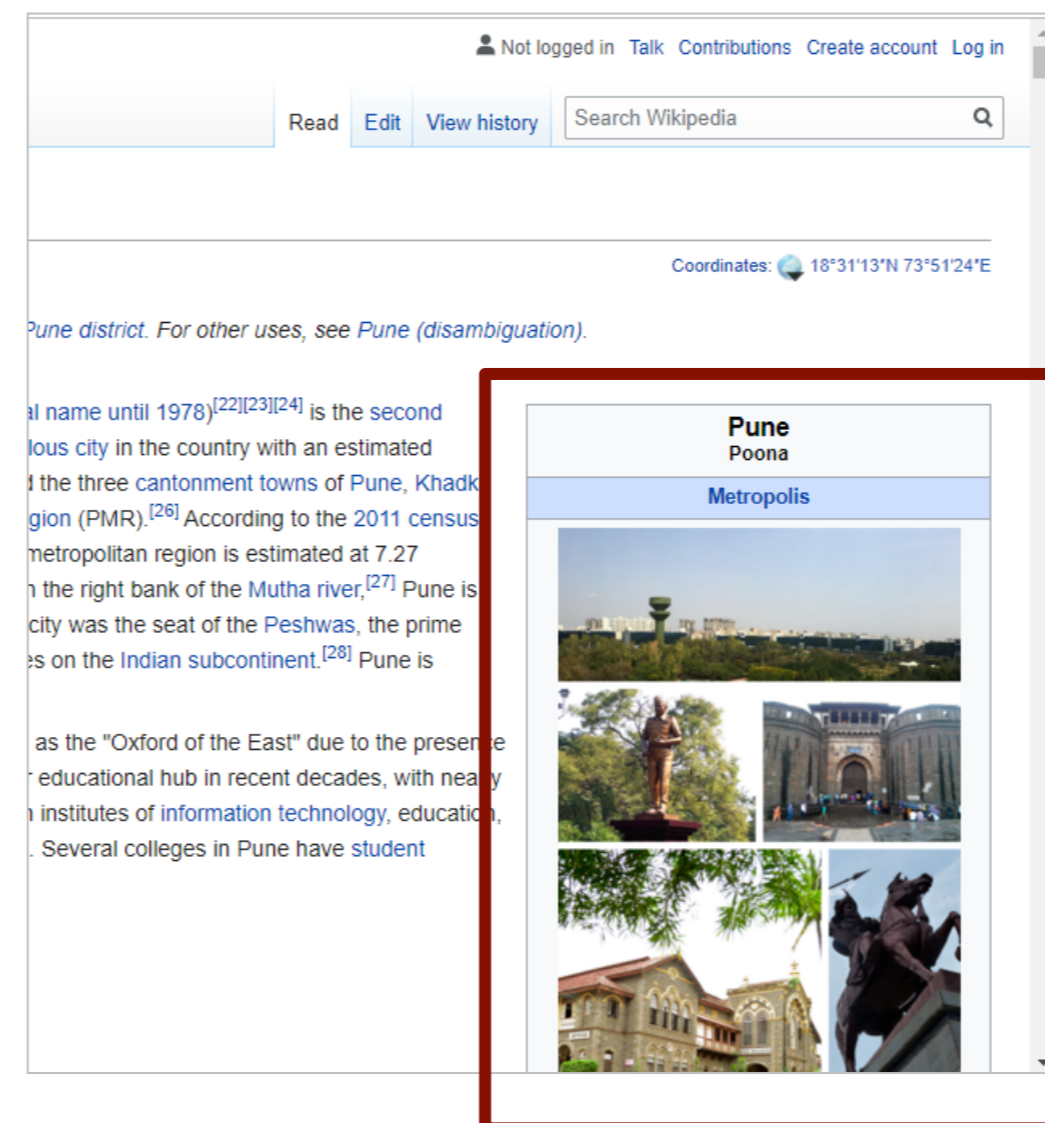 Not logged in Talk Contributions Create account Log in
Read Edit View history Search Wikipedia
Coordinates: 18°31'13"N 73°51'24"E
Pune district. For other uses, see Pune (disambiguation).
al name until 1978)[22][23][24] is the second
lous city in the country with an estimated
the three cantonment towns of Pune, Khadk
gion (PMR).[26] According to the 2011 census
metropolitan region is estimated at 7.27
the right bank of the Mutha river,[27] Pune is
city was the seat of the Peshwas, the prime
es on the Indian subcontinent.[28] Pune is
as the "Oxford of the East" due to the presence
educational hub in recent decades, with nearly
institutes of information technology, education,
. Several colleges in Pune have student
Pune
Poona
Metropolis